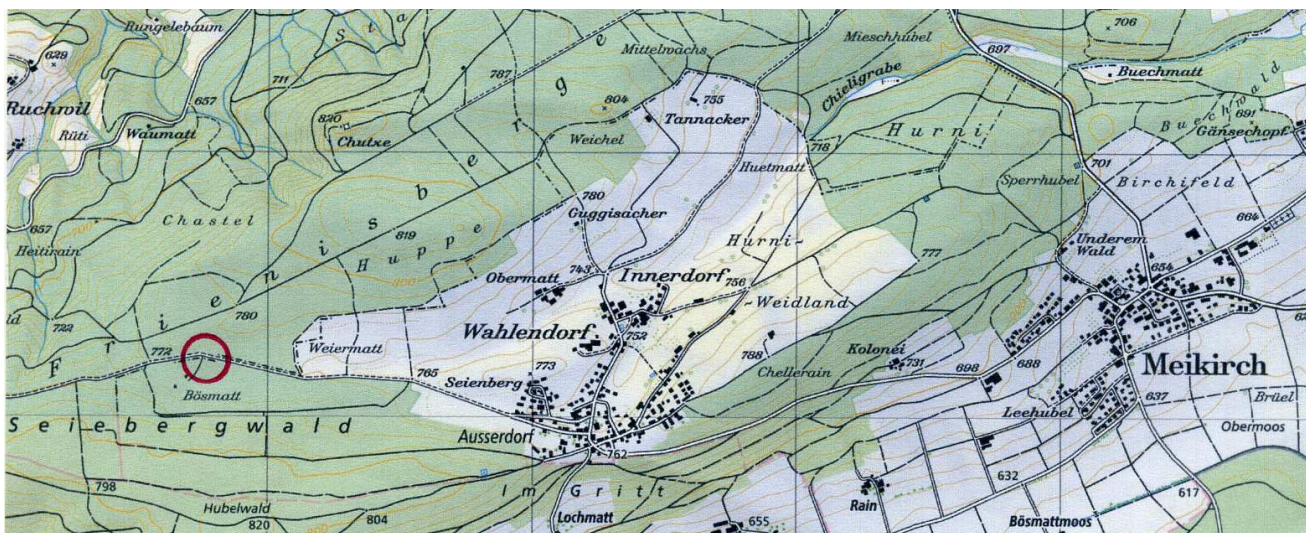 Rungelebaum
629
Sta
Mittelwachs
Mieschhubel
706
697
787
711
657
Buechmatt
Chieligrabe
804
755
Tannacker
Ruchwil
820
Chutze
Weichel
Hurni
Buechwald
691
Gänsechopf
Rüti
Waumatt
718
701
Huetmatt
Sperrhubel
Birchifeld
Chastel
780
Guggisacher
664
657
819
Huppe
Heitirain
Hurni-
Underem
Wald
777
Obermatt
743
Innerdorf
756
654
Weidland
780
Wahlendorf
752
722
Frienisberg
772
Weiermatt
788
Kolonei
731
688
Meikirch
765
773
Seienberg
Chellerain
698
Bösmatt
Leehubel
637
Brüel
Seiebergwald
Ausserdorf
Obermoos
762
798
Im Gritt
632
617
Hubelwald
Rain
820
804
Lochmatt
655
Bösmattmoos